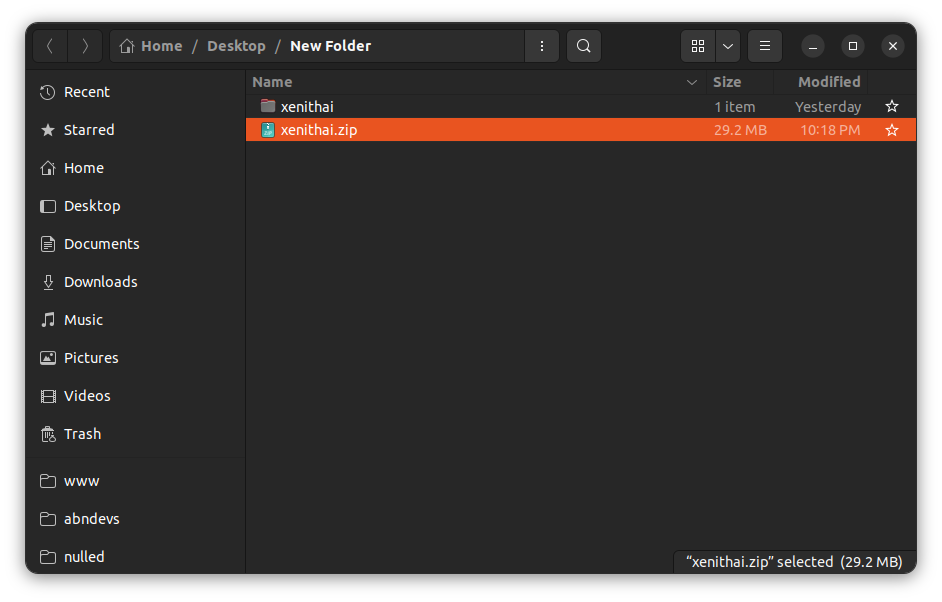 Home / Desktop / New Folder
Recent
Starred
Home
Desktop
Documents
Downloads
Music
Pictures
Videos
Trash
www
abndevs
nulled
Name Size Modified
xenithai 1 item Yesterday
xenithai.zip 29.2 MB 10:18 PM
“xenithai.zip” selected (29.2 MB)